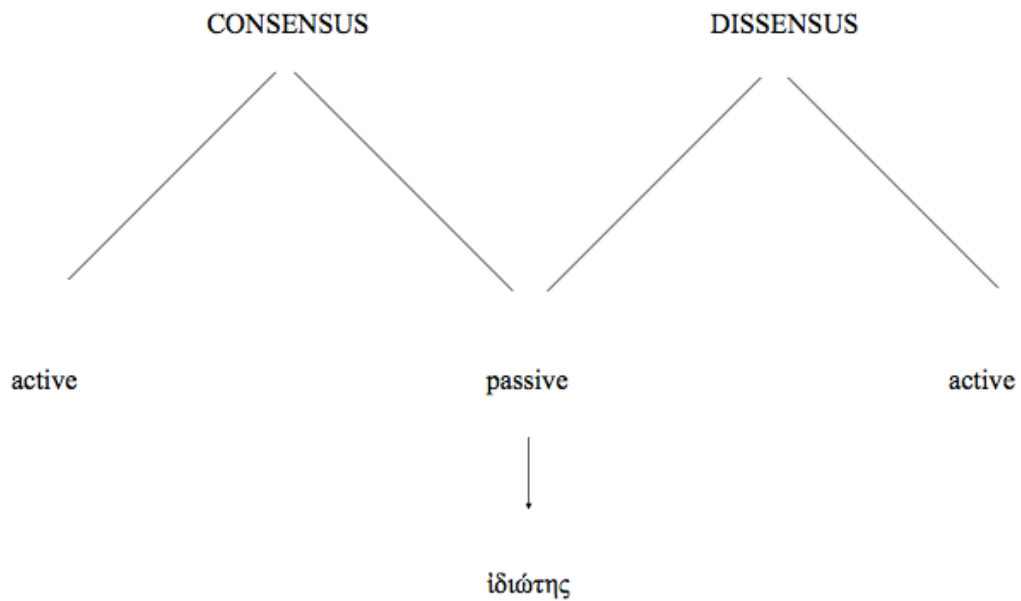 CONSENSUS DISSENSUS
active passive active
ἰδιώτης